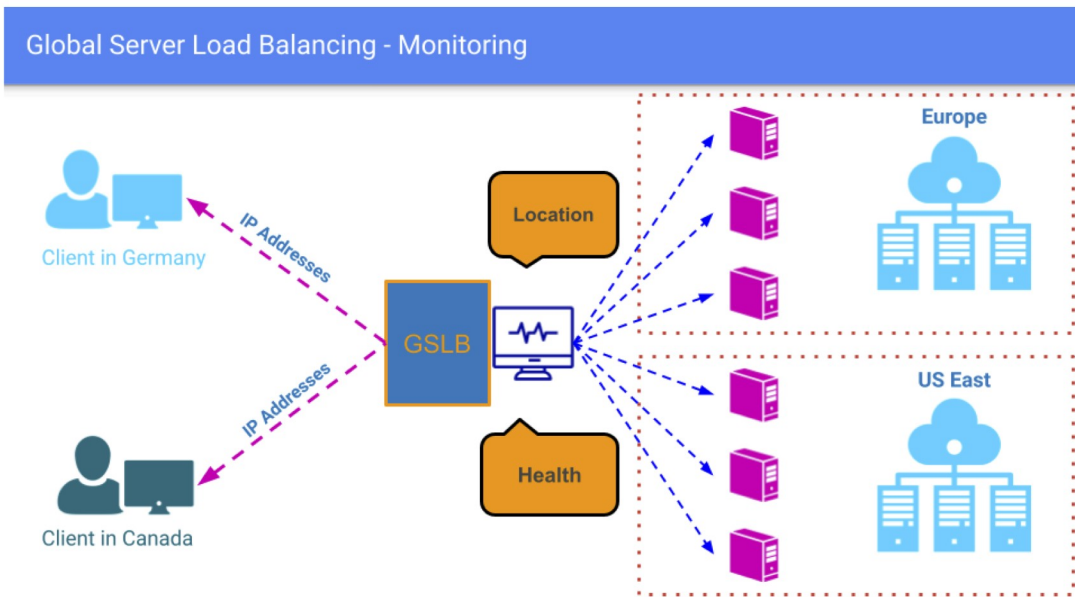 Global Server Load Balancing - Monitoring
Europe
Location
IP Addresses
Client in Germany
GSLB
IP Addresses
US East
Health
Client in Canada